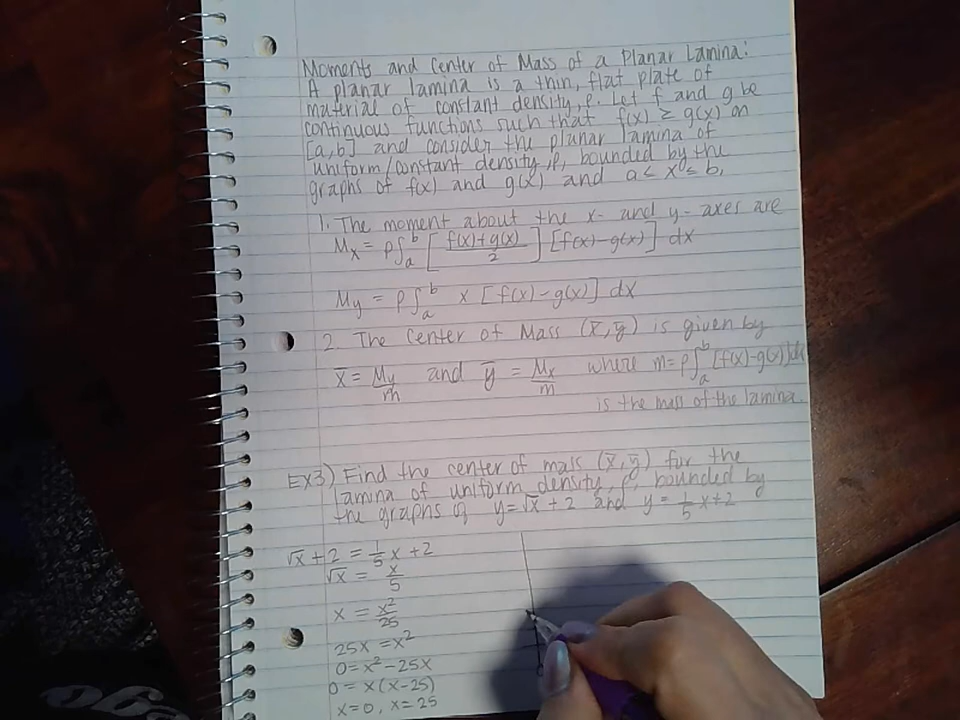 Moments and Center of Mass of a Planar Lamina:
A planar lamina is a thin, flat plate of
material of constant density, ρ. Let f and g be
continuous functions such that f(x) ≥ g(x) on
[a,b] and consider the planar lamina of
uniform/constant density, ρ, bounded by the
graphs of f(x) and g(x) and a ≤ x ≤ b.
1. The moment about the x- and y-axes are
Mx = ρ∫_a^b [(f(x)+g(x))/2] [f(x)-g(x)] dx
My = ρ∫_a^b x [f(x)-g(x)] dx
2. The Center of Mass (x̄,ȳ) is given by
x̄ = My/m and ȳ = Mx/m where m=ρ∫_a^b [f(x)-g(x)]dx
is the mass of the lamina.
Ex3) Find the center of mass (x̄,ȳ) for the
lamina of uniform density, ρ, bounded by
the graphs of y=√x + 2 and y = 1/5 x+2
√x + 2 = 1/5 x + 2
√x = x/5
x = x²/25
25x = x²
0 = x² - 25x
0 = x(x-25)
x=0, x=25